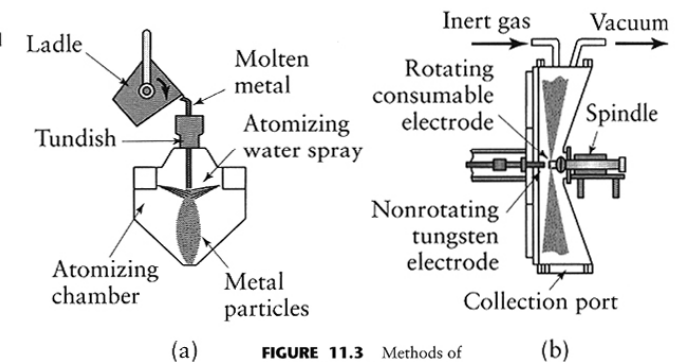 Ladle
Molten
metal
Tundish
Atomizing
water spray
Atomizing
chamber
Metal
particles
(a)
Inert gas
Vacuum
Rotating
consumable
electrode
Spindle
Nonrotating
tungsten
electrode
Collection port
(b)
FIGURE 11.3 Methods of